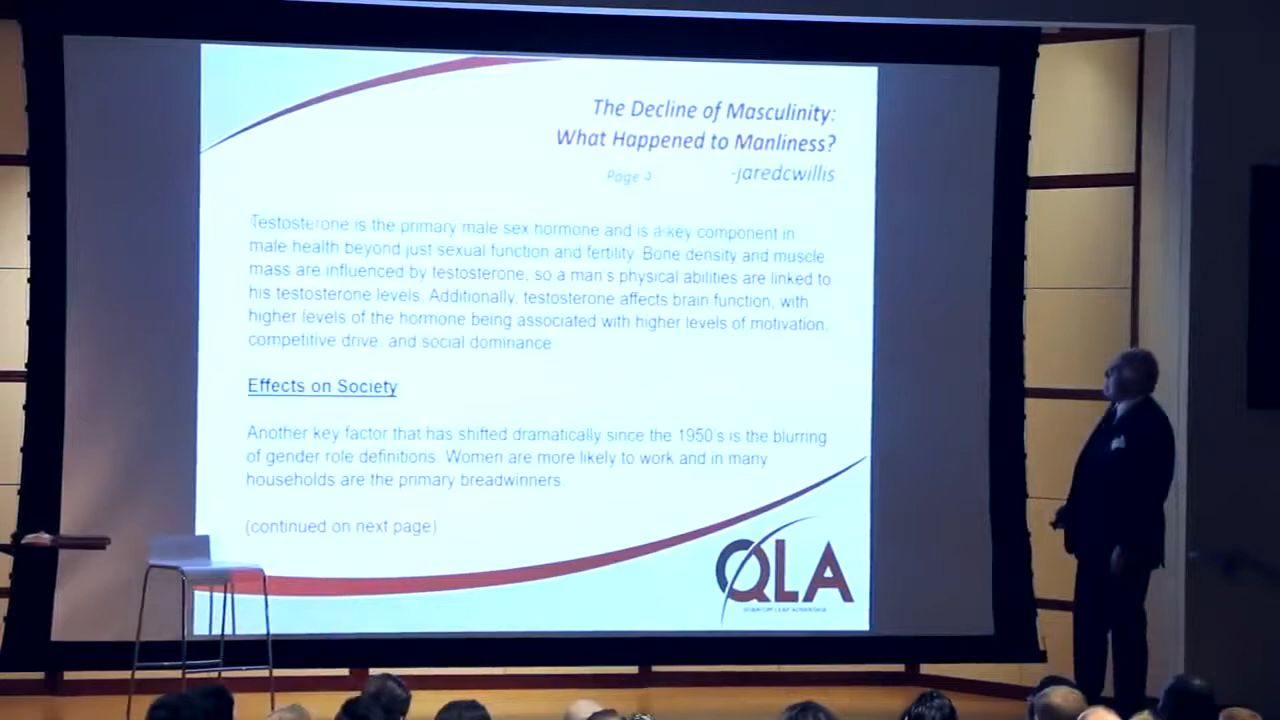 The Decline of Masculinity:
What Happened to Manliness?
Page 4 -jaredcwillis
Testosterone is the primary male sex hormone and is a key component in
male health beyond just sexual function and fertility. Bone density and muscle
mass are influenced by testosterone, so a man's physical abilities are linked to
his testosterone levels. Additionally, testosterone affects brain function, with
higher levels of the hormone being associated with higher levels of motivation,
competitive drive, and social dominance.
Effects on Society
Another key factor that has shifted dramatically since the 1950's is the blurring
of gender role definitions. Women are more likely to work and in many
households are the primary breadwinners.
(continued on next page)
QLA
QUANTUM LEAP ADVANTAGE